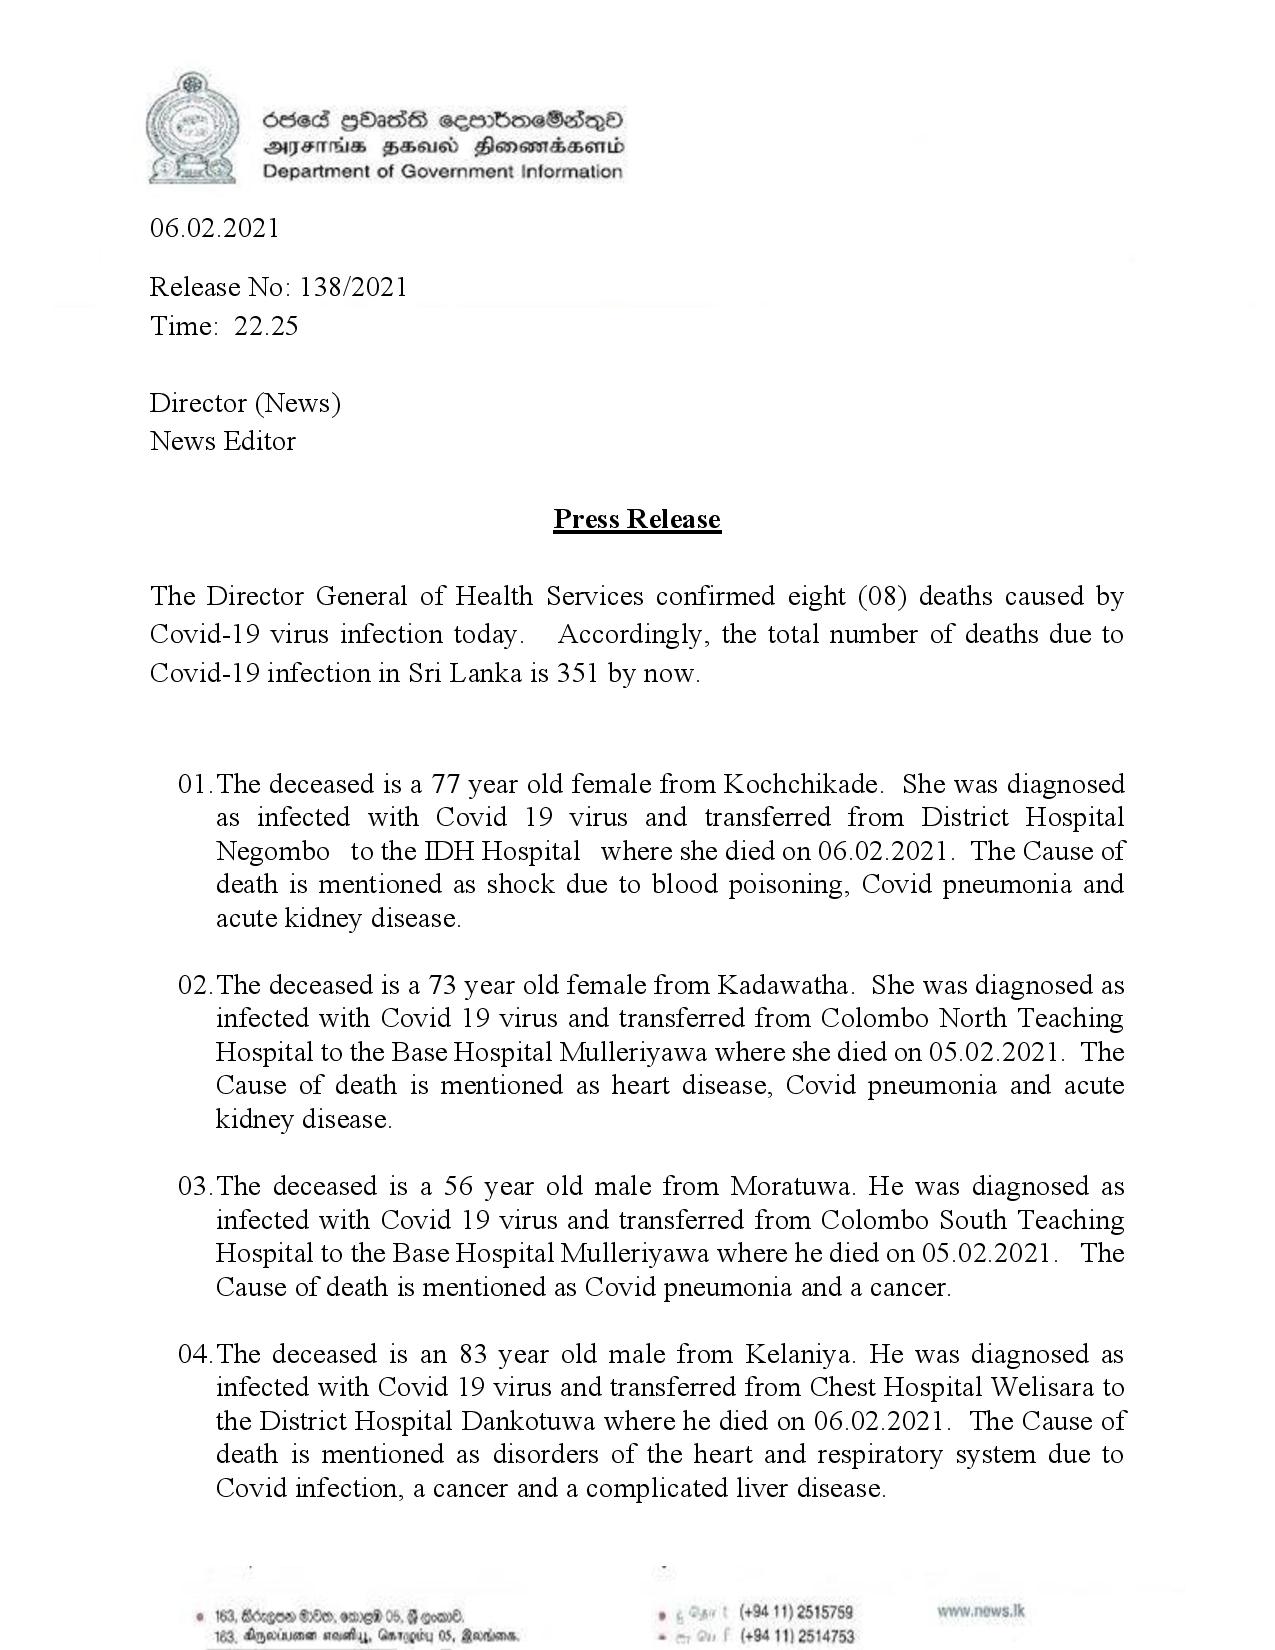 රජයේ ප්‍රවෘත්ති දෙපාර්තමේන්තුව
அரசாங்க தகவல் திணைக்களம்
Department of Government Information
06.02.2021
Release No: 138/2021
Time: 22.25
Director (News)
News Editor
Press Release
The Director General of Health Services confirmed eight (08) deaths caused by
Covid-19 virus infection today. Accordingly, the total number of deaths due to
Covid-19 infection in Sri Lanka is 351 by now.
01. The deceased is a 77 year old female from Kochchikade. She was diagnosed
as infected with Covid 19 virus and transferred from District Hospital
Negombo to the IDH Hospital where she died on 06.02.2021. The Cause of
death is mentioned as shock due to blood poisoning, Covid pneumonia and
acute kidney disease.
02. The deceased is a 73 year old female from Kadawatha. She was diagnosed as
infected with Covid 19 virus and transferred from Colombo North Teaching
Hospital to the Base Hospital Mulleriyawa where she died on 05.02.2021. The
Cause of death is mentioned as heart disease, Covid pneumonia and acute
kidney disease.
03. The deceased is a 56 year old male from Moratuwa. He was diagnosed as
infected with Covid 19 virus and transferred from Colombo South Teaching
Hospital to the Base Hospital Mulleriyawa where he died on 05.02.2021. The
Cause of death is mentioned as Covid pneumonia and a cancer.
04. The deceased is an 83 year old male from Kelaniya. He was diagnosed as
infected with Covid 19 virus and transferred from Chest Hospital Welisara to
the District Hospital Dankotuwa where he died on 06.02.2021. The Cause of
death is mentioned as disorders of the heart and respiratory system due to
Covid infection, a cancer and a complicated liver disease.
163, කිරුලපන මාවත, කොළඹ 05, ශ්‍රී ලංකාව.
(+94 11) 2515759
www.news.lk
163, கிருலப்பனை எவனியூ, கொழும்பு 05, இலங்கை.
(+94 11) 2514753